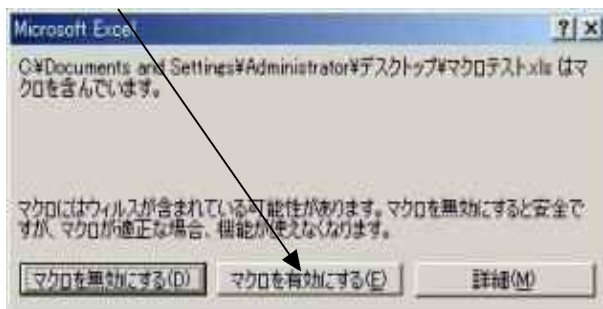 Microsoft Excel
C:¥Documents and Settings¥Administrator¥デスクトップ¥マクロテスト.xls はマ
クロを含んでいます。
マクロにはウィルスが含まれている可能性があります。マクロを無効にすると安全で
すが、マクロが適正な場合、機能が使えなくなります。
マクロを無効にする(D)
マクロを有効にする(E)
詳細(M)